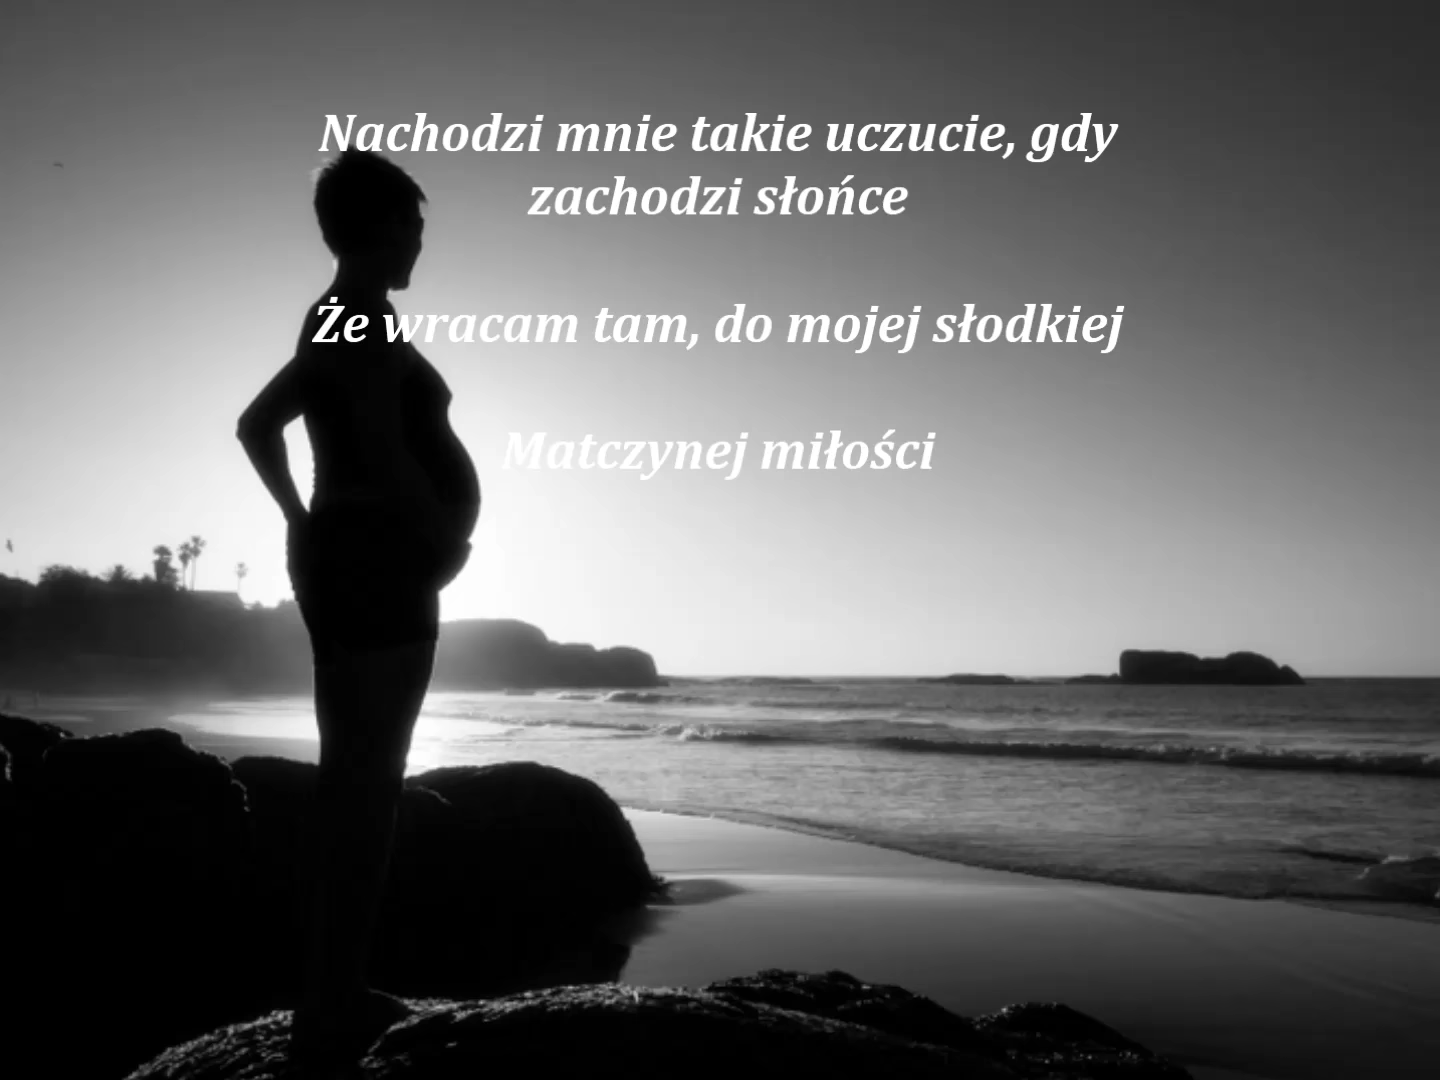 Nachodzi mnie takie uczucie, gdy
zachodzi słońce
Że wracam tam, do mojej słodkiej
Matczynej miłości